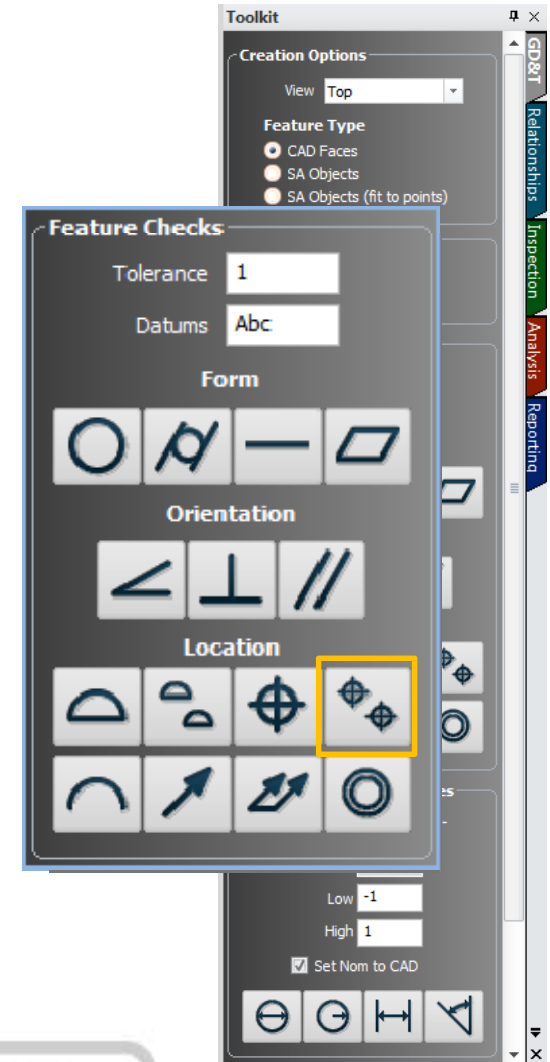 Toolkit
Creation Options
View Top
Feature Type
CAD Faces
SA Objects
SA Objects (fit to points)
Feature Checks
Tolerance 1
Datums Abc
Form
Orientation
Location
Low -1
High 1
Set Nom to CAD
GD&T
Relationships
Inspection
Analysis
Reporting